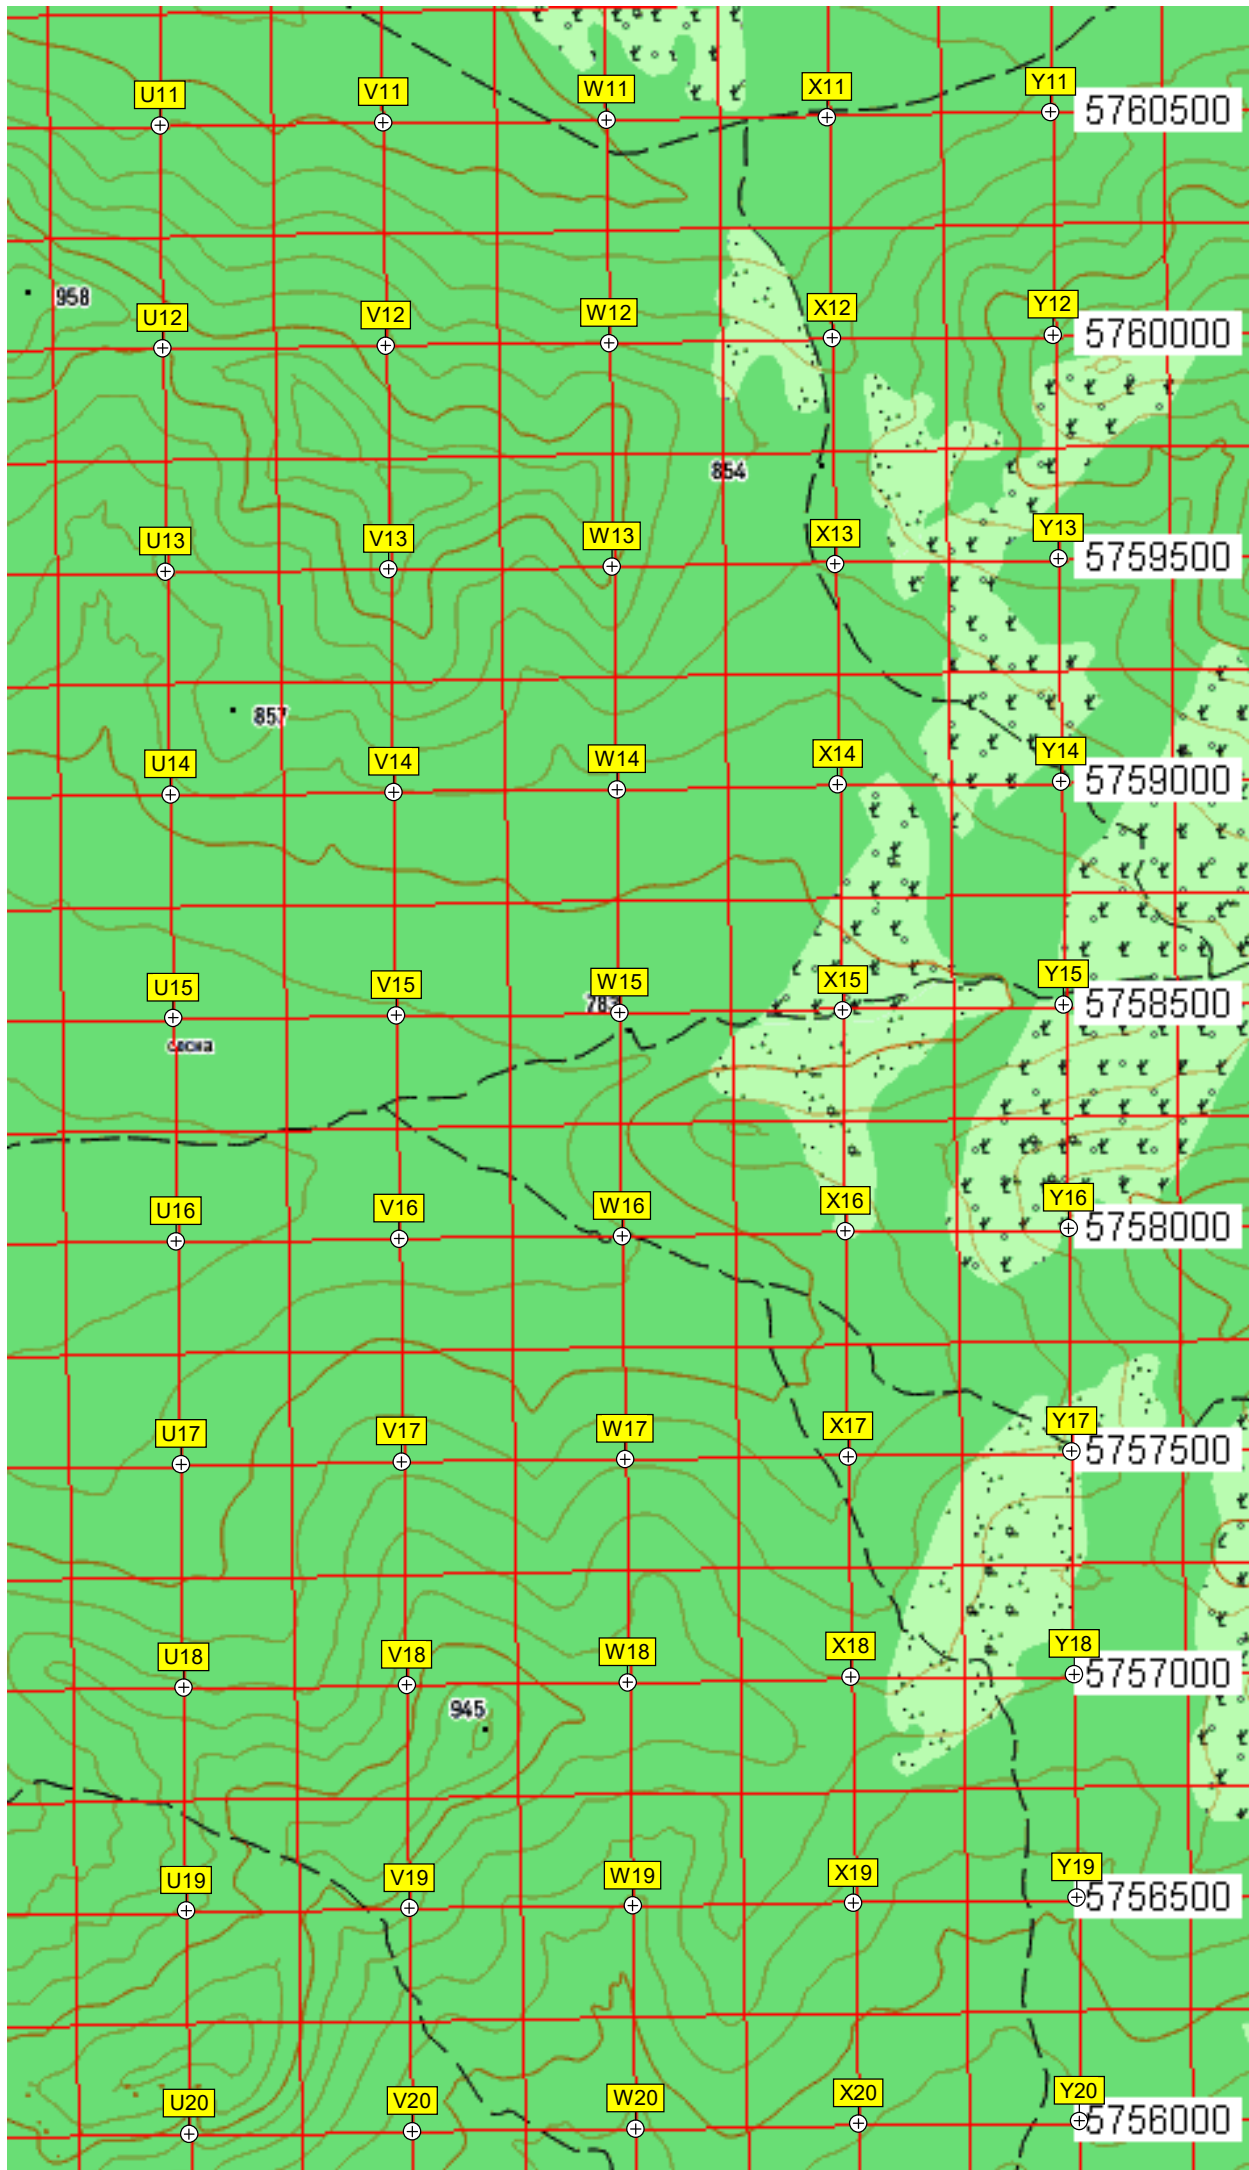 U11 V11 W11 X11 Y11 5760500
958
U12 V12 W12 X12 Y12 5760000
854
U13 V13 W13 X13 Y13 5759500
857
U14 V14 W14 X14 Y14 5759000
U15 V15 783 W15 X15 Y15 5758500
сосна
U16 V16 W16 X16 Y16 5758000
U17 V17 W17 X17 Y17 5757500
U18 V18 W18 X18 Y18 5757000
945
U19 V19 W19 X19 Y19 5756500
U20 V20 W20 X20 Y20 5756000